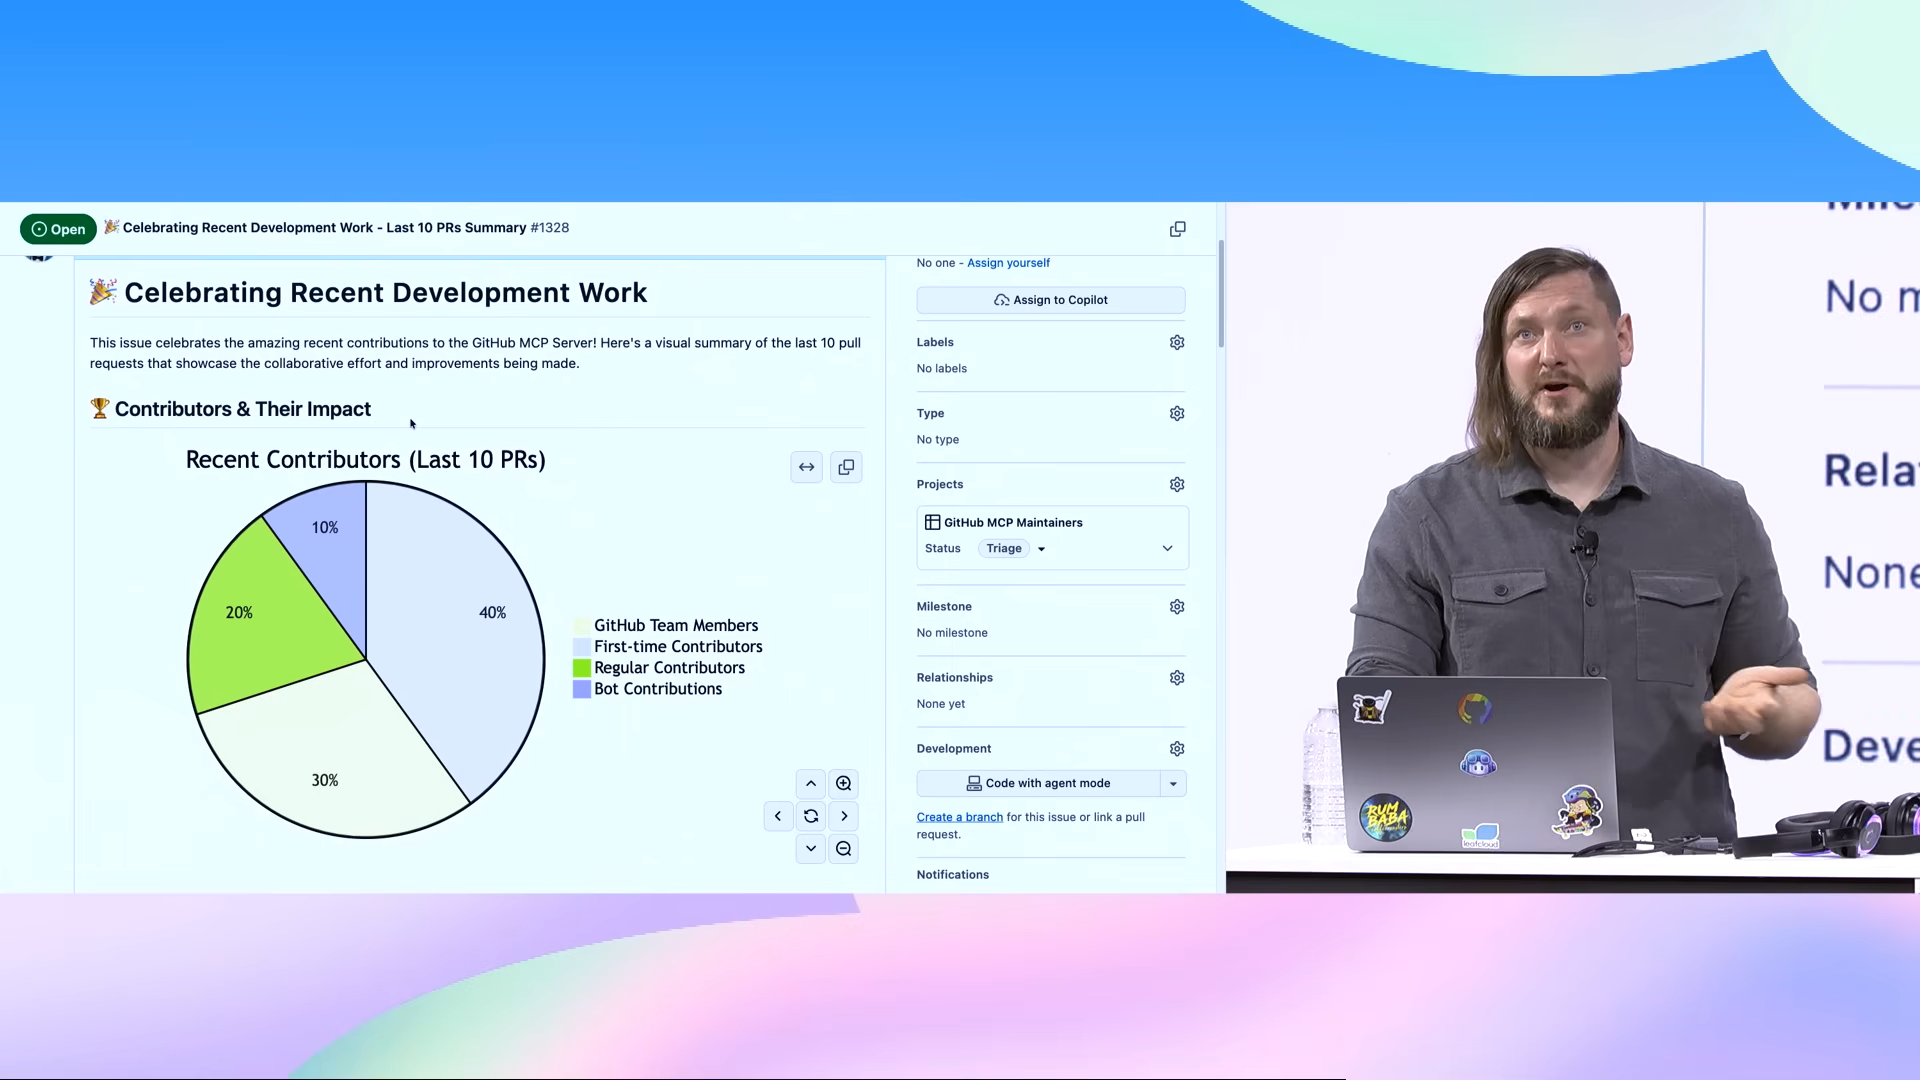 Open
Celebrating Recent Development Work - Last 10 PRs Summary #1328
Celebrating Recent Development Work
This issue celebrates the amazing recent contributions to the GitHub MCP Server! Here's a visual summary of the last 10 pull
requests that showcase the collaborative effort and improvements being made.
Contributors & Their Impact
Recent Contributors (Last 10 PRs)
10%
20%
40%
30%
GitHub Team Members
First-time Contributors
Regular Contributors
Bot Contributions
No one - Assign yourself
Assign to Copilot
Labels
No labels
Type
No type
Projects
GitHub MCP Maintainers
Status Triage
Milestone
No milestone
Relationships
None yet
Development
Code with agent mode
Create a branch for this issue or link a pull
request.
Notifications
No m
Rela
None
Deve
RUM
BABA
leafcloud